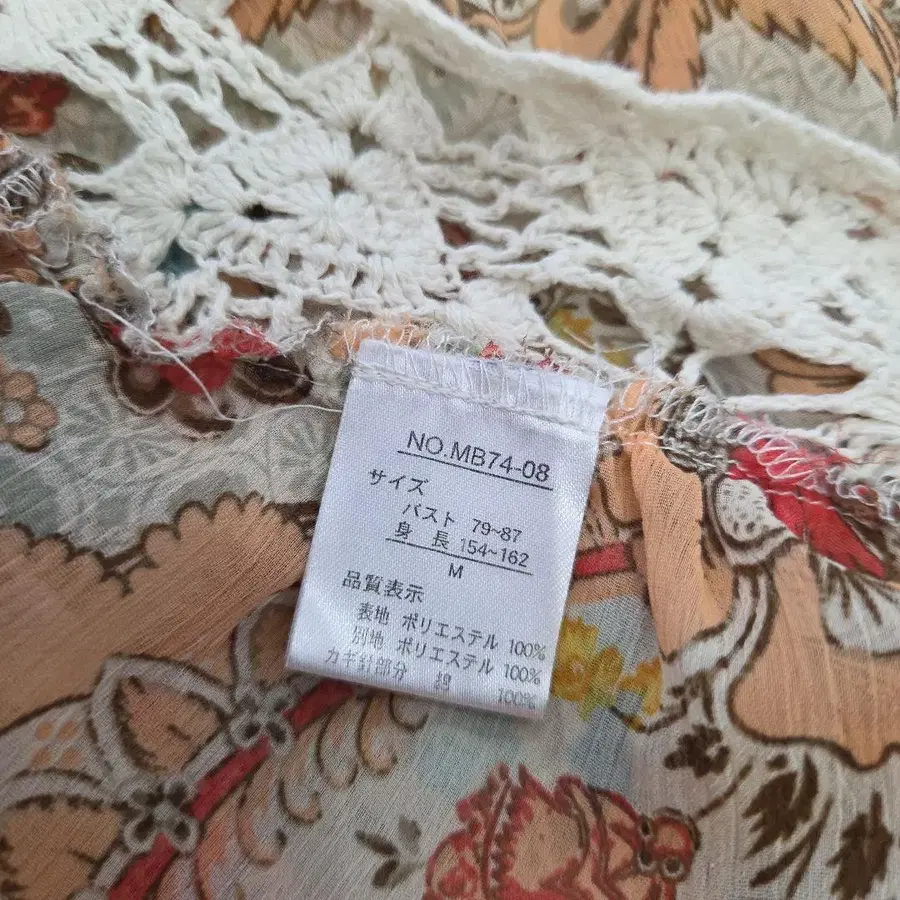 NO.MB74-08
サイズ
バスト 79~87
身 長 154~162
M
品質表示
表地 ポリエステル 100%
別地 ポリエステル 100%
カギ針部分 綿 100%